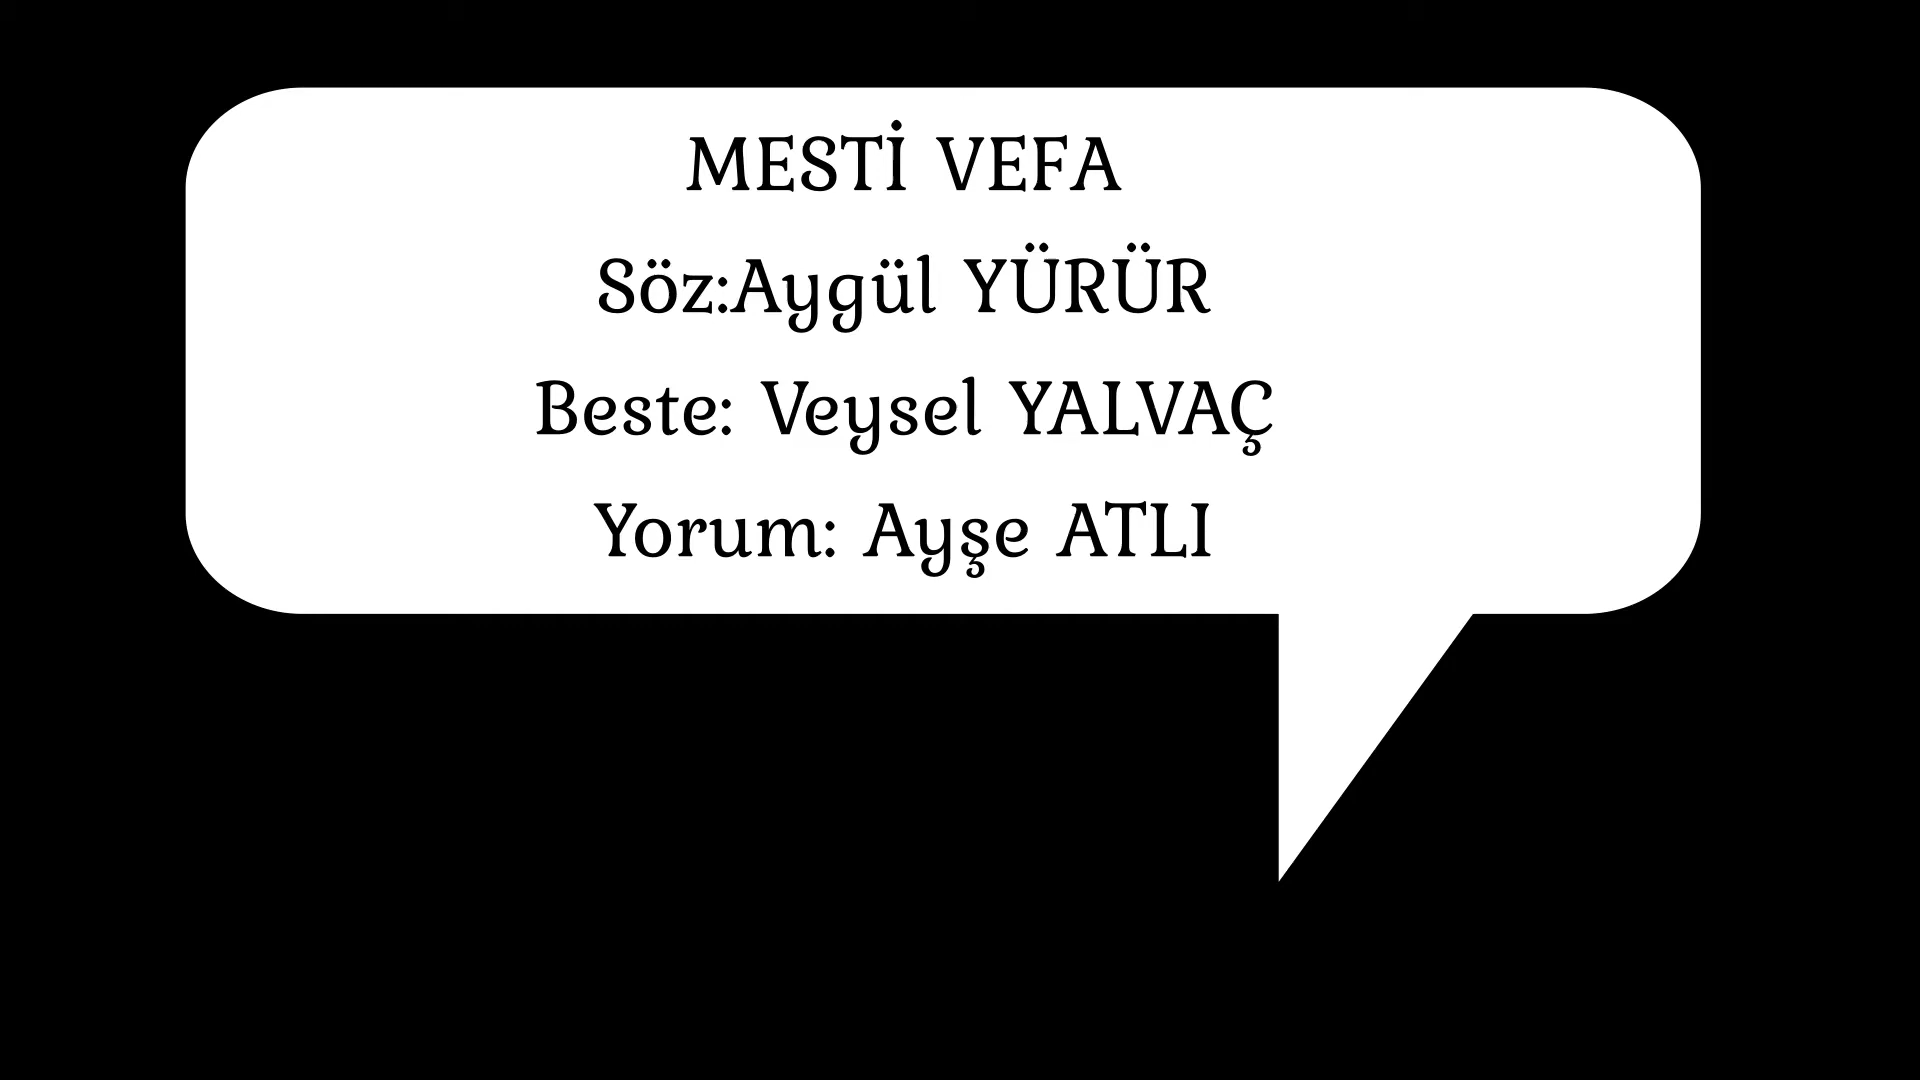 MESTİ VEFA
Söz:Aygül YÜRÜR
Beste: Veysel YALVAÇ
Yorum: Ayşe ATLI